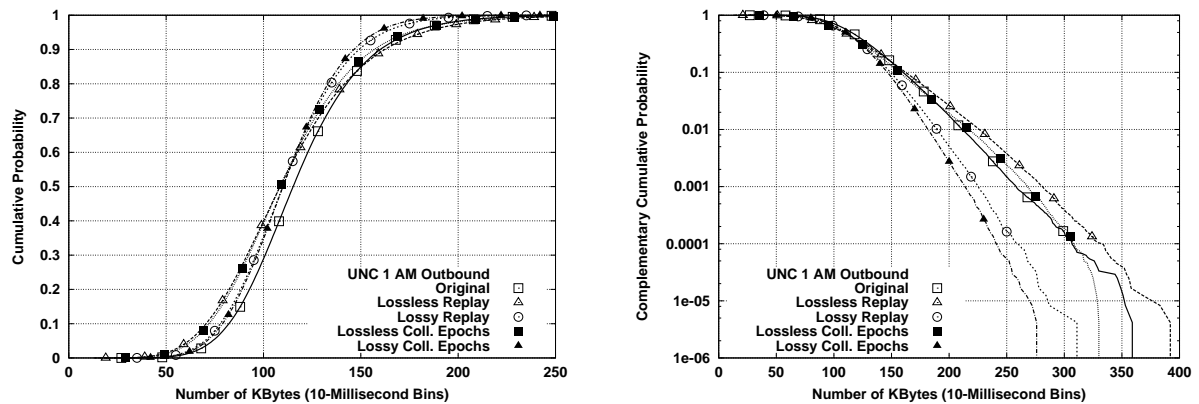 Cumulative Probability
1
0.9
0.8
0.7
0.6
0.5
0.4
0.3
0.2
0.1
0
UNC 1 AM Outbound
Original
Lossless Replay
Lossy Replay
Lossless Coll. Epochs
Lossy Coll. Epochs
0 50 100 150 200 250
Number of KBytes (10-Millisecond Bins)
Complementary Cumulative Probability
1
0.1
0.01
0.001
0.0001
1e-05
1e-06
UNC 1 AM Outbound
Original
Lossless Replay
Lossy Replay
Lossless Coll. Epochs
Lossy Coll. Epochs
0 50 100 150 200 250 300 350 400
Number of KBytes (10-Millisecond Bins)